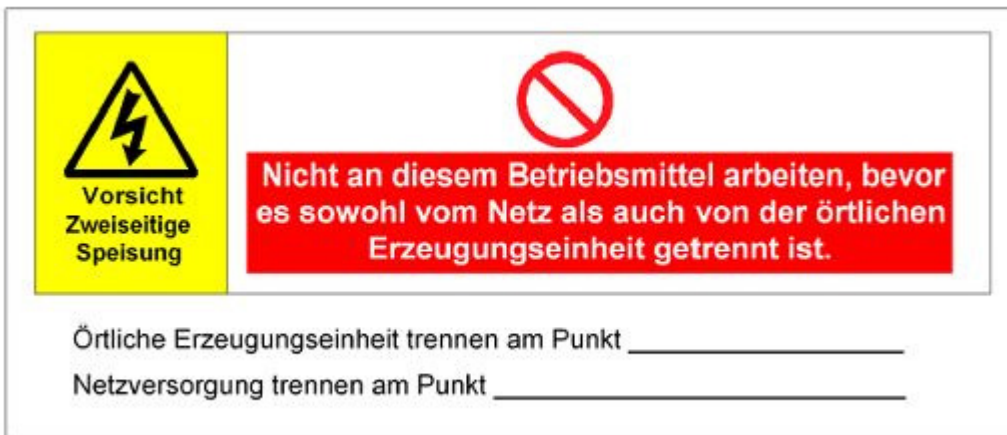 Vorsicht
Zweiseitige
Speisung
Nicht an diesem Betriebsmittel arbeiten, bevor
es sowohl vom Netz als auch von der örtlichen
Erzeugungseinheit getrennt ist.
Örtliche Erzeugungseinheit trennen am Punkt
Netzversorgung trennen am Punkt